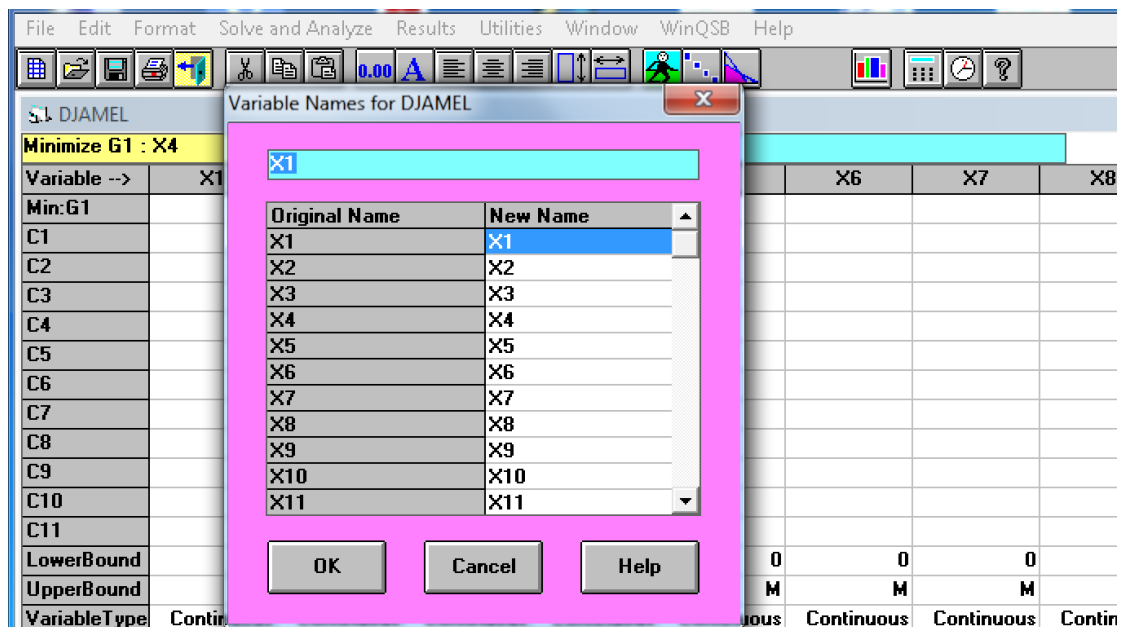 File Edit Format Solve and Analyze Results Utilities Window WinQSB Help
0.00 A
DJAMEL
Variable Names for DJAMEL
Minimize G1 : X4
X1
Variable --> X1 X6 X7 X8
Min:G1
Original Name New Name
C1
X1 X1
C2
X2 X2
C3
X3 X3
C4
X4 X4
C5
X5 X5
C6
X6 X6
C7
X7 X7
C8
X8 X8
C9
X9 X9
C10
X10 X10
C11
X11 X11
OK Cancel Help
LowerBound 0 0 0
UpperBound M M M
VariableType Contin uous Continuous Continuous Contin